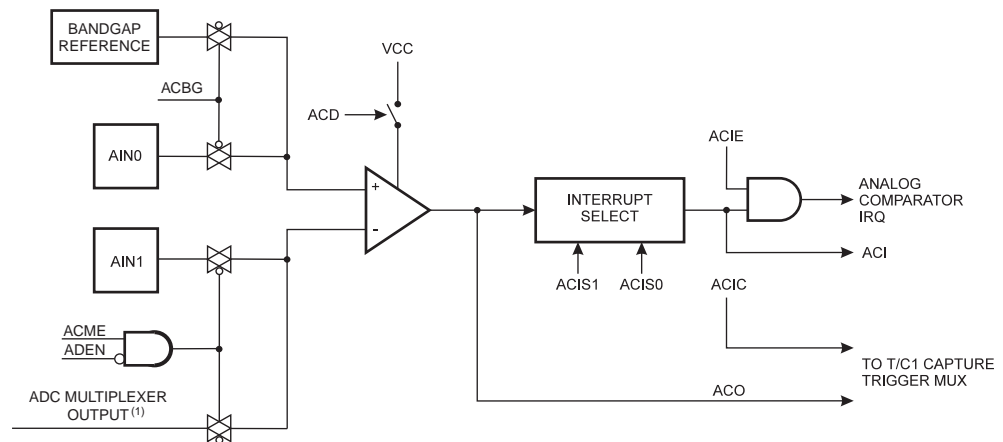 BANDGAP
REFERENCE
VCC
ACBG
ACD
AIN0
ACIE
+
-
INTERRUPT
SELECT
ANALOG
COMPARATOR
IRQ
AIN1
ACI
ACIS1 ACIS0 ACIC
ACME
ADEN
TO T/C1 CAPTURE
TRIGGER MUX
ADC MULTIPLEXER
OUTPUT (1)
ACO